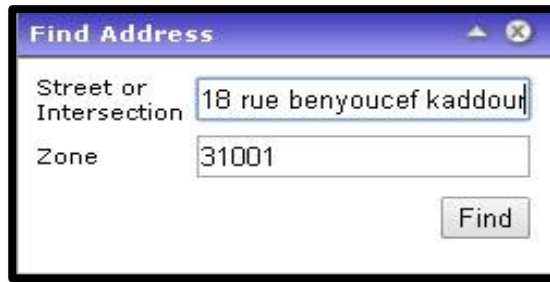 Find Address
Street or
Intersection
18 rue benyoucef kaddour
Zone
31001
Find